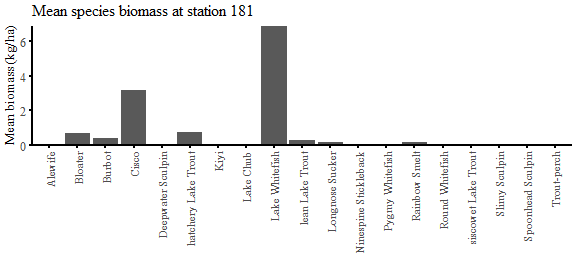 Mean species biomass at station 181
Mean biomass (kg/ha)
6
4
2
0
Alewife
Bloater
Burbot
Cisco
Deepwater Sculpin
hatchery Lake Trout
Kiyi
Lake Chub
Lake Whitefish
lean Lake Trout
Longnose Sucker
Ninespine Stickleback
Pygmy Whitefish
Rainbow Smelt
Round Whitefish
siscowet Lake Trout
Slimy Sculpin
Spoonhead Sculpin
Trout-perch